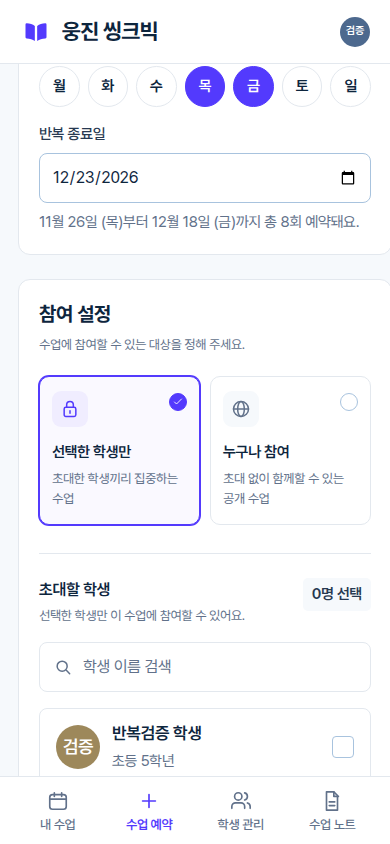 웅진 씽크빅
검증
월 화 수 목 금 토 일
반복 종료일
12/23/2026
11월 26일 (목)부터 12월 18일 (금)까지 총 8회 예약돼요.
참여 설정
수업에 참여할 수 있는 대상을 정해 주세요.
선택한 학생만
초대한 학생끼리 집중하는
수업
누구나 참여
초대 없이 함께할 수 있는
공개 수업
초대할 학생
0명 선택
선택한 학생만 이 수업에 참여할 수 있어요.
학생 이름 검색
검증
반복검증 학생
초등 5학년
내 수업
수업 예약
학생 관리
수업 노트